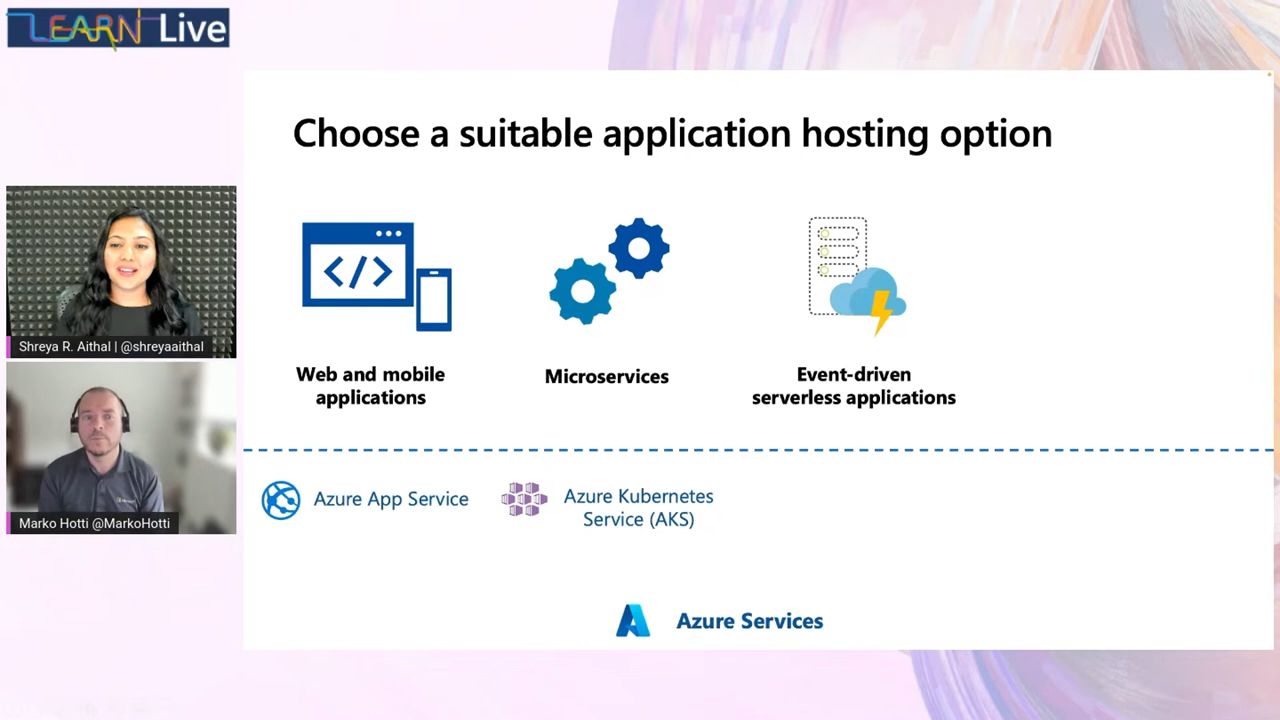 LEARN Live
Choose a suitable application hosting option
</>
Web and mobile
applications
Microservices
Event-driven
serverless applications
Shreya R. Aithal | @shreyaaithal
Marko Hotti @MarkoHotti
Azure App Service
Azure Kubernetes
Service (AKS)
Azure Services